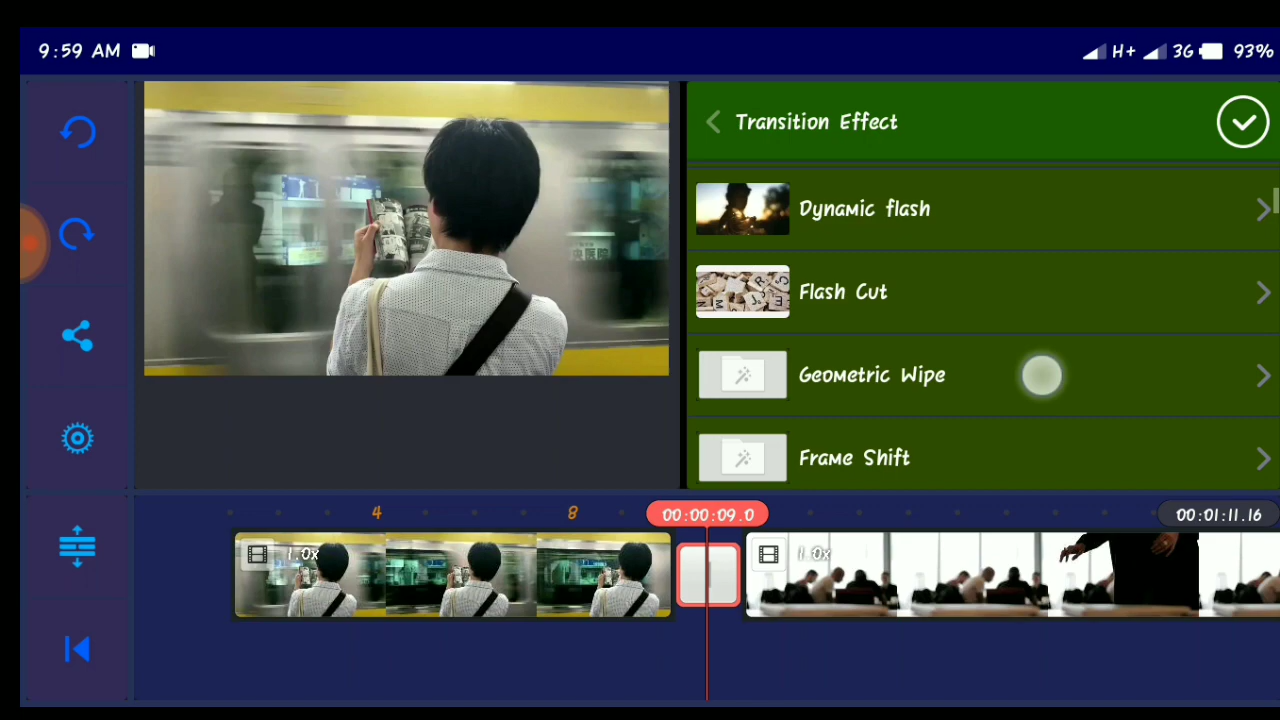 9:59 AM
H+ 3G 93%
Transition Effect
Dynamic flash
Flash Cut
Geometric Wipe
Frame Shift
4 8 00:00:09.0 00:01:11.16
1.0x 1.0x